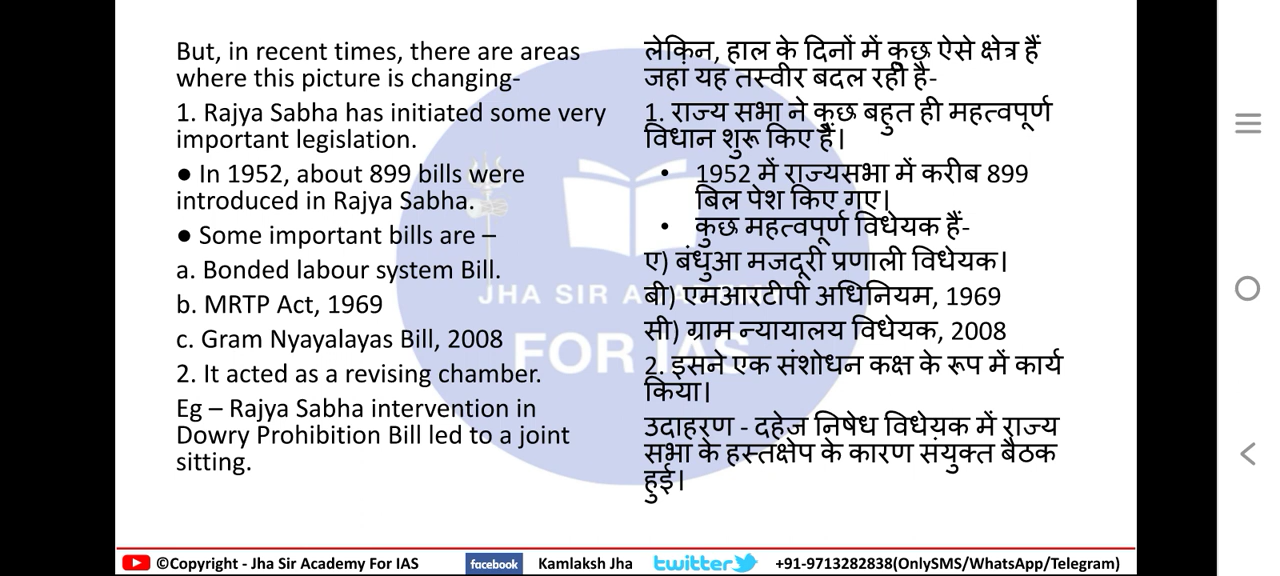 But, in recent times, there are areas
where this picture is changing-
1. Rajya Sabha has initiated some very
important legislation.
● In 1952, about 899 bills were
introduced in Rajya Sabha.
● Some important bills are –
a. Bonded labour system Bill.
b. MRTP Act, 1969
c. Gram Nyayalayas Bill, 2008
2. It acted as a revising chamber.
Eg – Rajya Sabha intervention in
Dowry Prohibition Bill led to a joint
sitting.
लेकिन, हाल के दिनों में कुछ ऐसे क्षेत्र हैं
जहां यह तस्वीर बदल रही है-
1. राज्य सभा ने कुछ बहुत ही महत्वपूर्ण
विधान शुरू किए हैं।
• 1952 में राज्यसभा में करीब 899
बिल पेश किए गए।
• कुछ महत्वपूर्ण विधेयक हैं-
ए) बंधुआ मजदूरी प्रणाली विधेयक।
बी) एमआरटीपी अधिनियम, 1969
सी) ग्राम न्यायालय विधेयक, 2008
2. इसने एक संशोधन कक्ष के रूप में कार्य
किया।
उदाहरण - दहेज निषेध विधेयक में राज्य
सभा के हस्तक्षेप के कारण संयुक्त बैठक
हुई।
JHA SIR
FOR IAS
©Copyright - Jha Sir Academy For IAS facebook Kamlaksh Jha twitter +91-9713282838(OnlySMS/WhatsApp/Telegram)